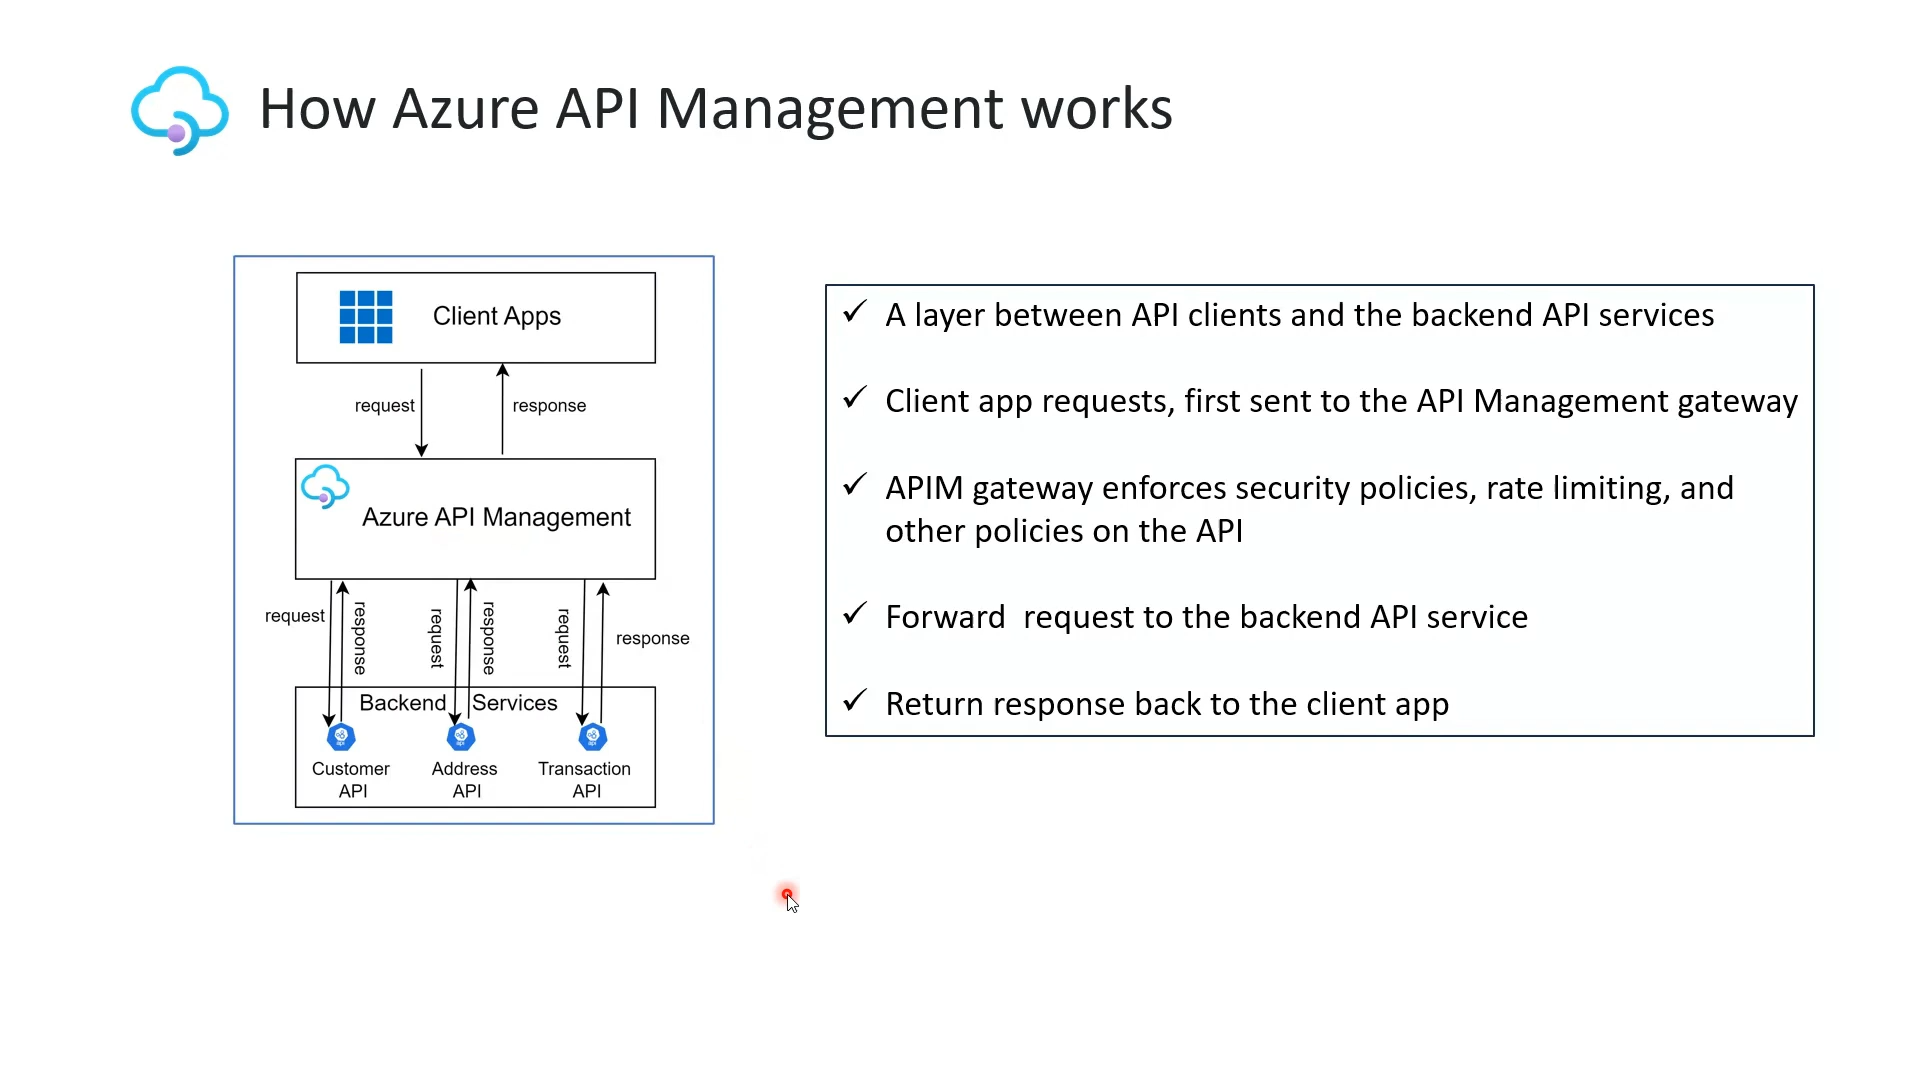 How Azure API Management works
Client Apps
request
response
Azure API Management
request
response
request
response
request
response
Backend Services
api
api
api
Customer
API
Address
API
Transaction
API
A layer between API clients and the backend API services
Client app requests, first sent to the API Management gateway
APIM gateway enforces security policies, rate limiting, and
other policies on the API
Forward  request to the backend API service
Return response back to the client app